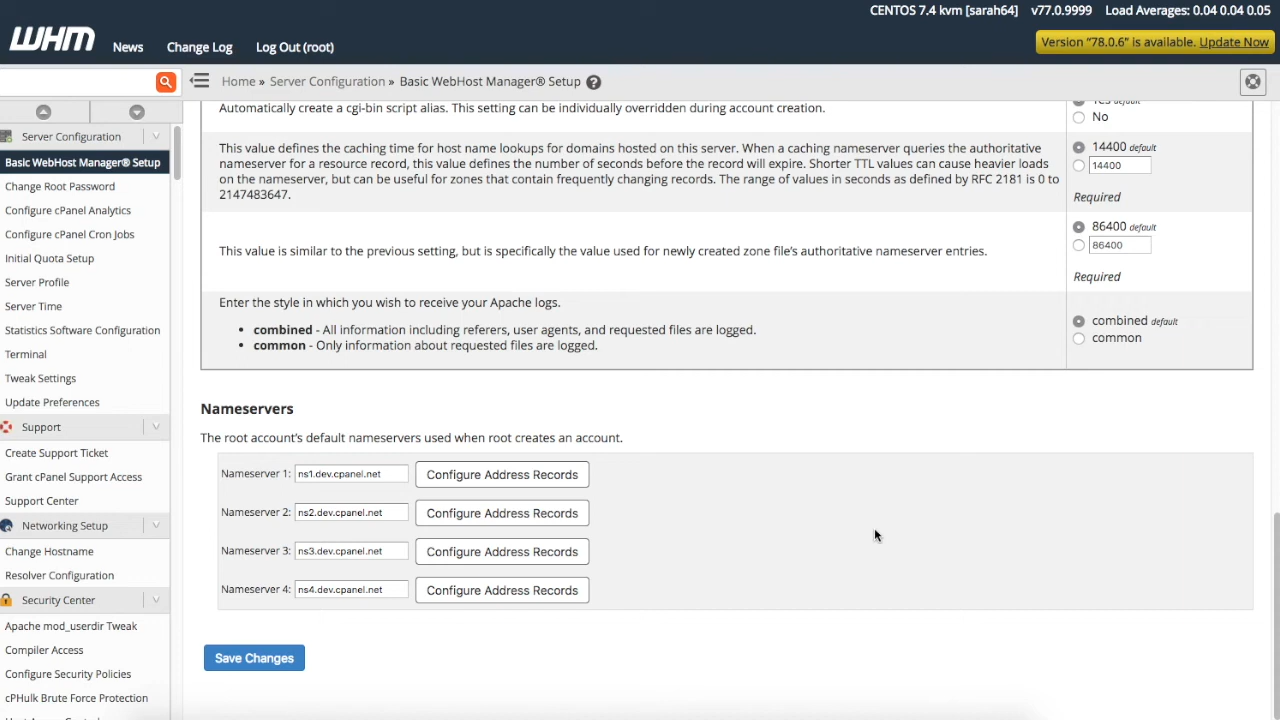 CENTOS 7.4 kvm [sarah64] v77.0.9999 Load Averages: 0.04 0.04 0.05
WHM News Change Log Log Out (root)
Version “78.0.6” is available. Update Now
Home » Server Configuration » Basic WebHost Manager® Setup
Server Configuration
Basic WebHost Manager® Setup
Change Root Password
Configure cPanel Analytics
Configure cPanel Cron Jobs
Initial Quota Setup
Server Profile
Server Time
Statistics Software Configuration
Terminal
Tweak Settings
Update Preferences
Support
Create Support Ticket
Grant cPanel Support Access
Support Center
Networking Setup
Change Hostname
Resolver Configuration
Security Center
Apache mod_userdir Tweak
Compiler Access
Configure Security Policies
cPHulk Brute Force Protection
Automatically create a cgi-bin script alias. This setting can be individually overridden during account creation.
Yes default
No
This value defines the caching time for host name lookups for domains hosted on this server. When a caching nameserver queries the authoritative
nameserver for a resource record, this value defines the number of seconds before the record will expire. Shorter TTL values can cause heavier loads
on the nameserver, but can be useful for zones that contain frequently changing records. The range of values in seconds as defined by RFC 2181 is 0 to
2147483647.
14400 default
14400
Required
This value is similar to the previous setting, but is specifically the value used for newly created zone file's authoritative nameserver entries.
86400 default
86400
Required
Enter the style in which you wish to receive your Apache logs.
• combined - All information including referers, user agents, and requested files are logged.
• common - Only information about requested files are logged.
combined default
common
Nameservers
The root account's default nameservers used when root creates an account.
Nameserver 1: ns1.dev.cpanel.net Configure Address Records
Nameserver 2: ns2.dev.cpanel.net Configure Address Records
Nameserver 3: ns3.dev.cpanel.net Configure Address Records
Nameserver 4: ns4.dev.cpanel.net Configure Address Records
Save Changes